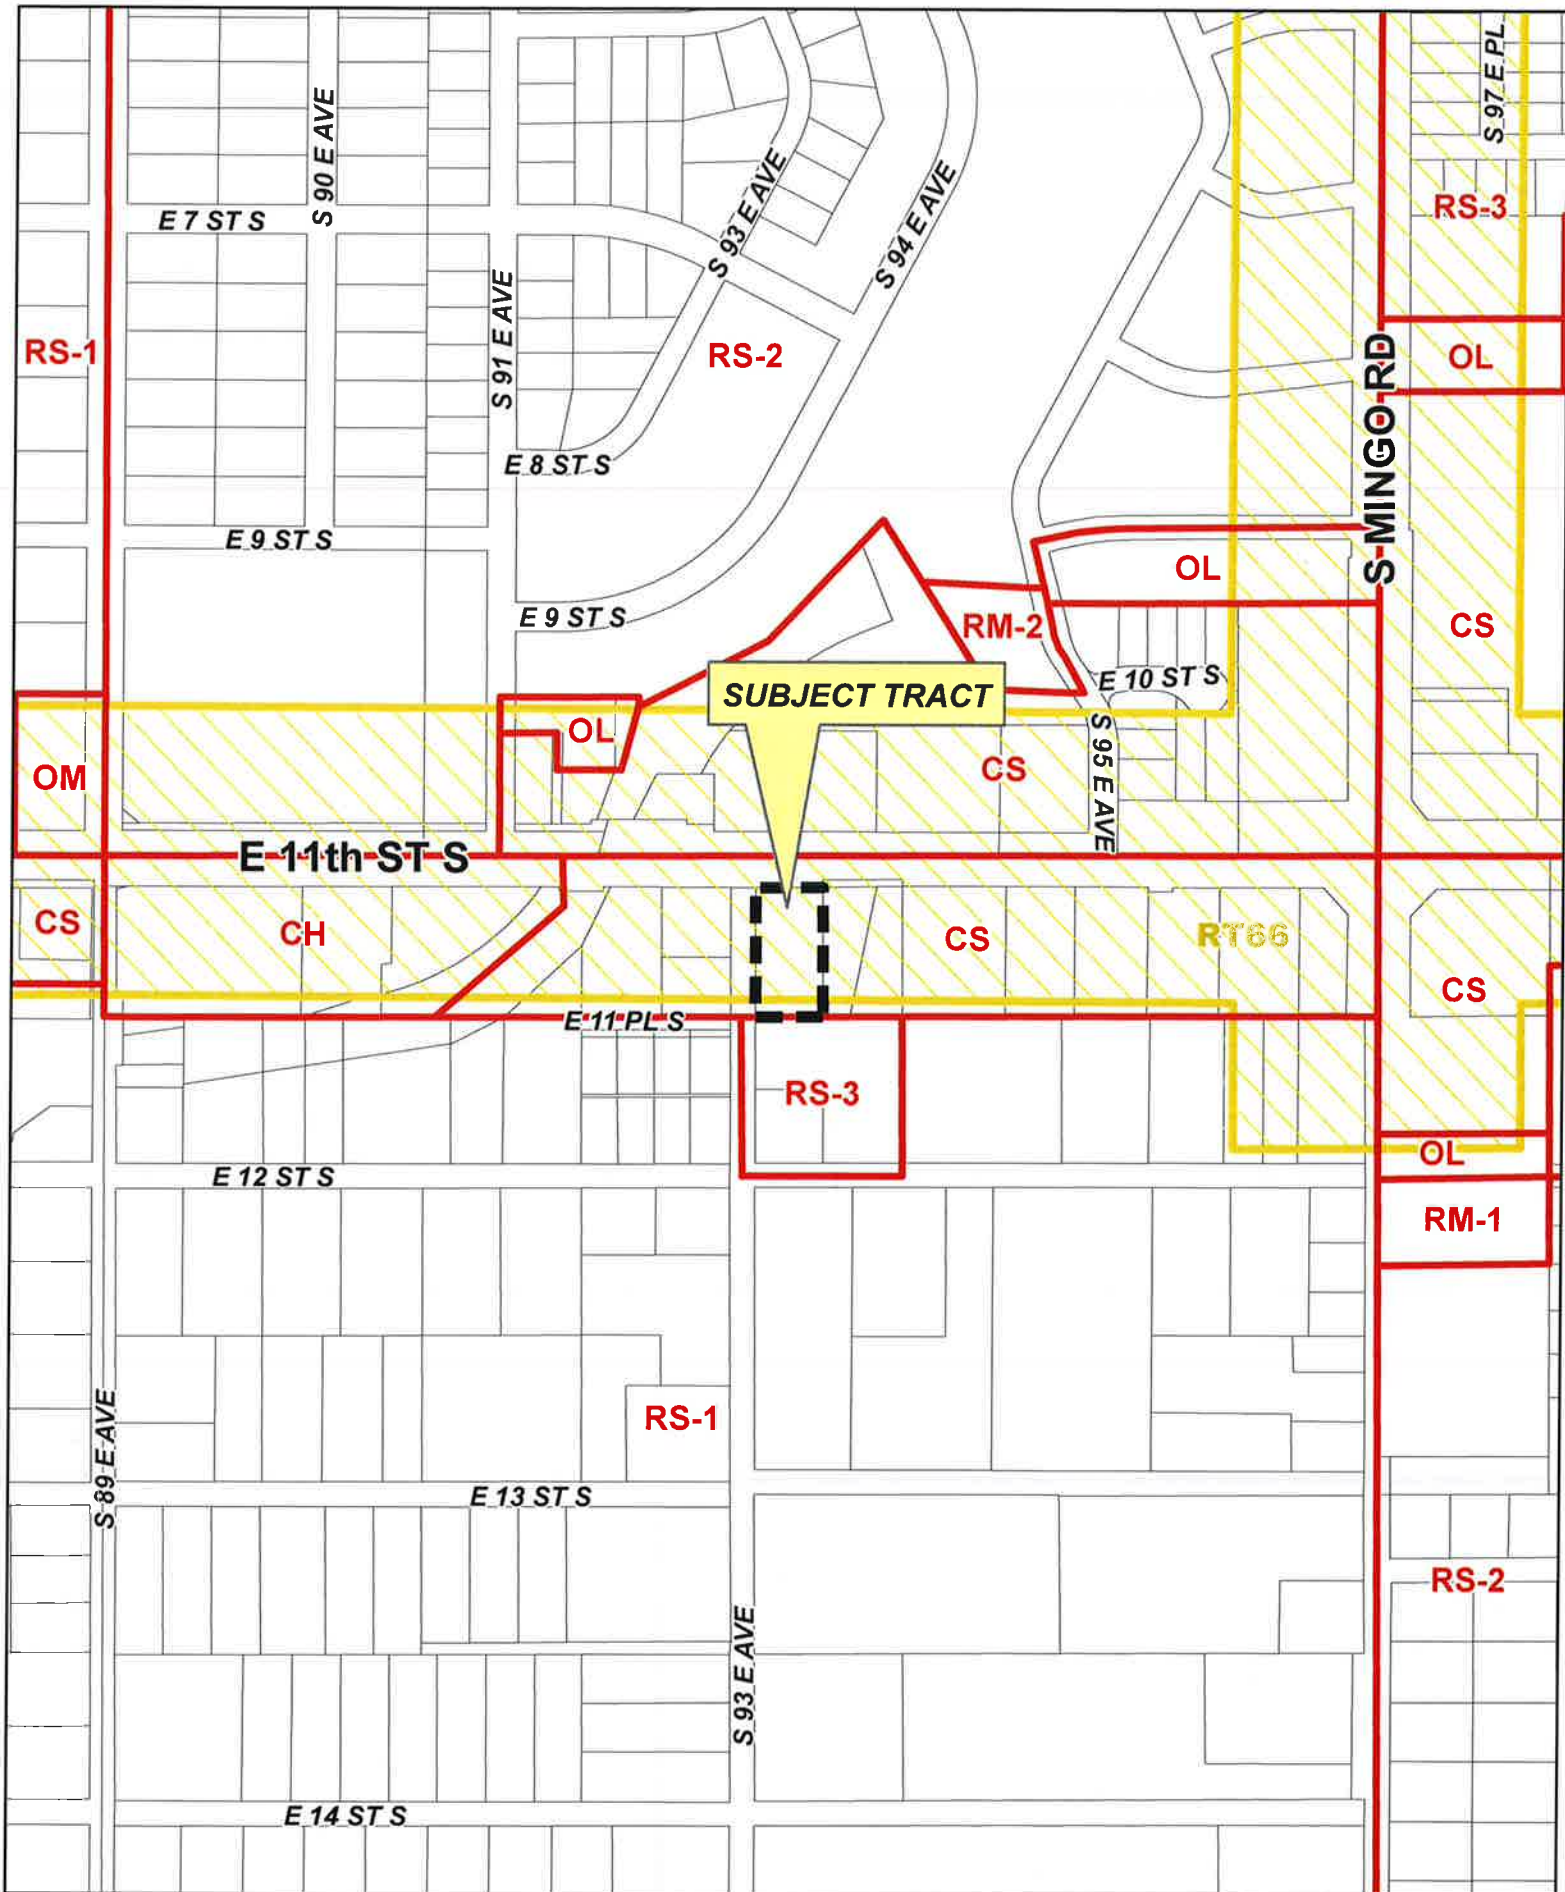 S 97 E PL
S 90 E AVE
RS-3
E 7 ST S
S 93 E AVE
S 94 E AVE
S 91 E AVE
RS-1
RS-2
OL
S MINGO RD
E 8 ST S
E 9 ST S
OL
E 9 ST S
RM-2
CS
E 10 ST S
SUBJECT TRACT
OL
CS
S 95 E AVE
OM
E 11th ST S
CS
CH
CS
RT66
CS
E 11 PL S
RS-3
OL
E 12 ST S
RM-1
RS-1
S 89 E AVE
E 13 ST S
RS-2
S 93 E AVE
E 14 ST S